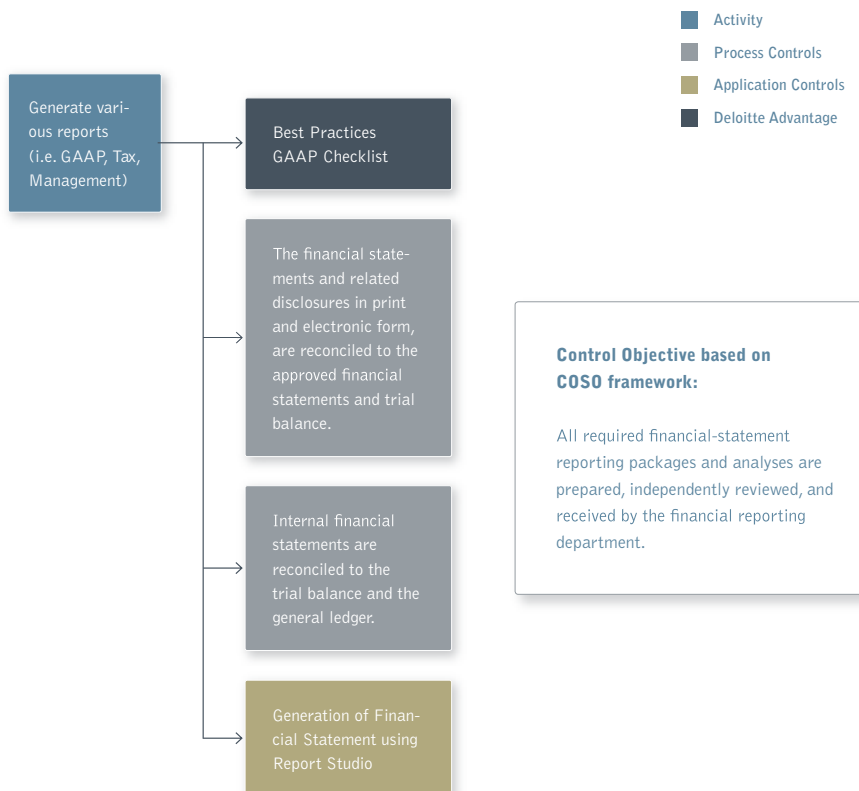 Activity
Process Controls
Application Controls
Deloitte Advantage
Generate vari-
ous reports
(i.e. GAAP, Tax,
Management)
Best Practices
GAAP Checklist
The financial state-
ments and related
disclosures in print
and electronic form,
are reconciled to the
approved financial
statements and trial
balance.
Internal financial
statements are
reconciled to the
trial balance and the
general ledger.
Generation of Finan-
cial Statement using
Report Studio
Control Objective based on
COSO framework:
All required financial-statement
reporting packages and analyses are
prepared, independently reviewed, and
received by the financial reporting
department.